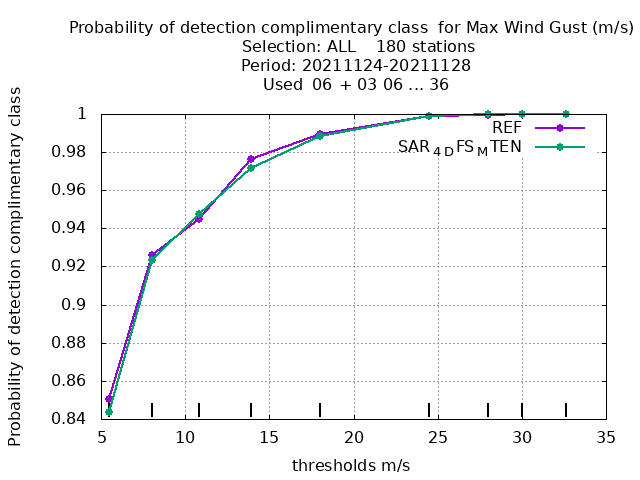 Probability of detection complimentary class  for Max Wind Gust (m/s)
Selection: ALL    180 stations
Period: 20211124-20211128
Used  06 + 03 06 ... 36
Probability of detection complimentary class
1
0.98
0.96
0.94
0.92
0.9
0.88
0.86
0.84
REF
SAR4DFSMTEN
5 10 15 20 25 30 35
thresholds m/s